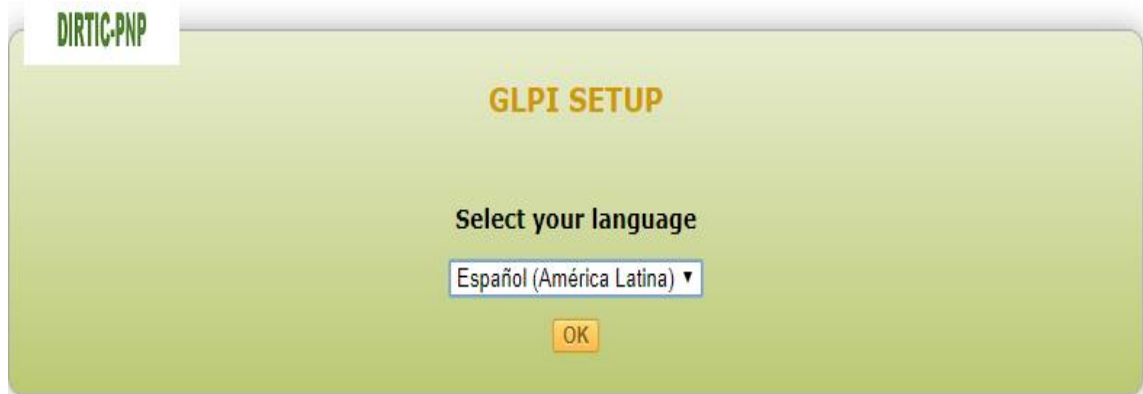 DIRTIC-PNP
GLPI SETUP
Select your language
Español (América Latina)
OK